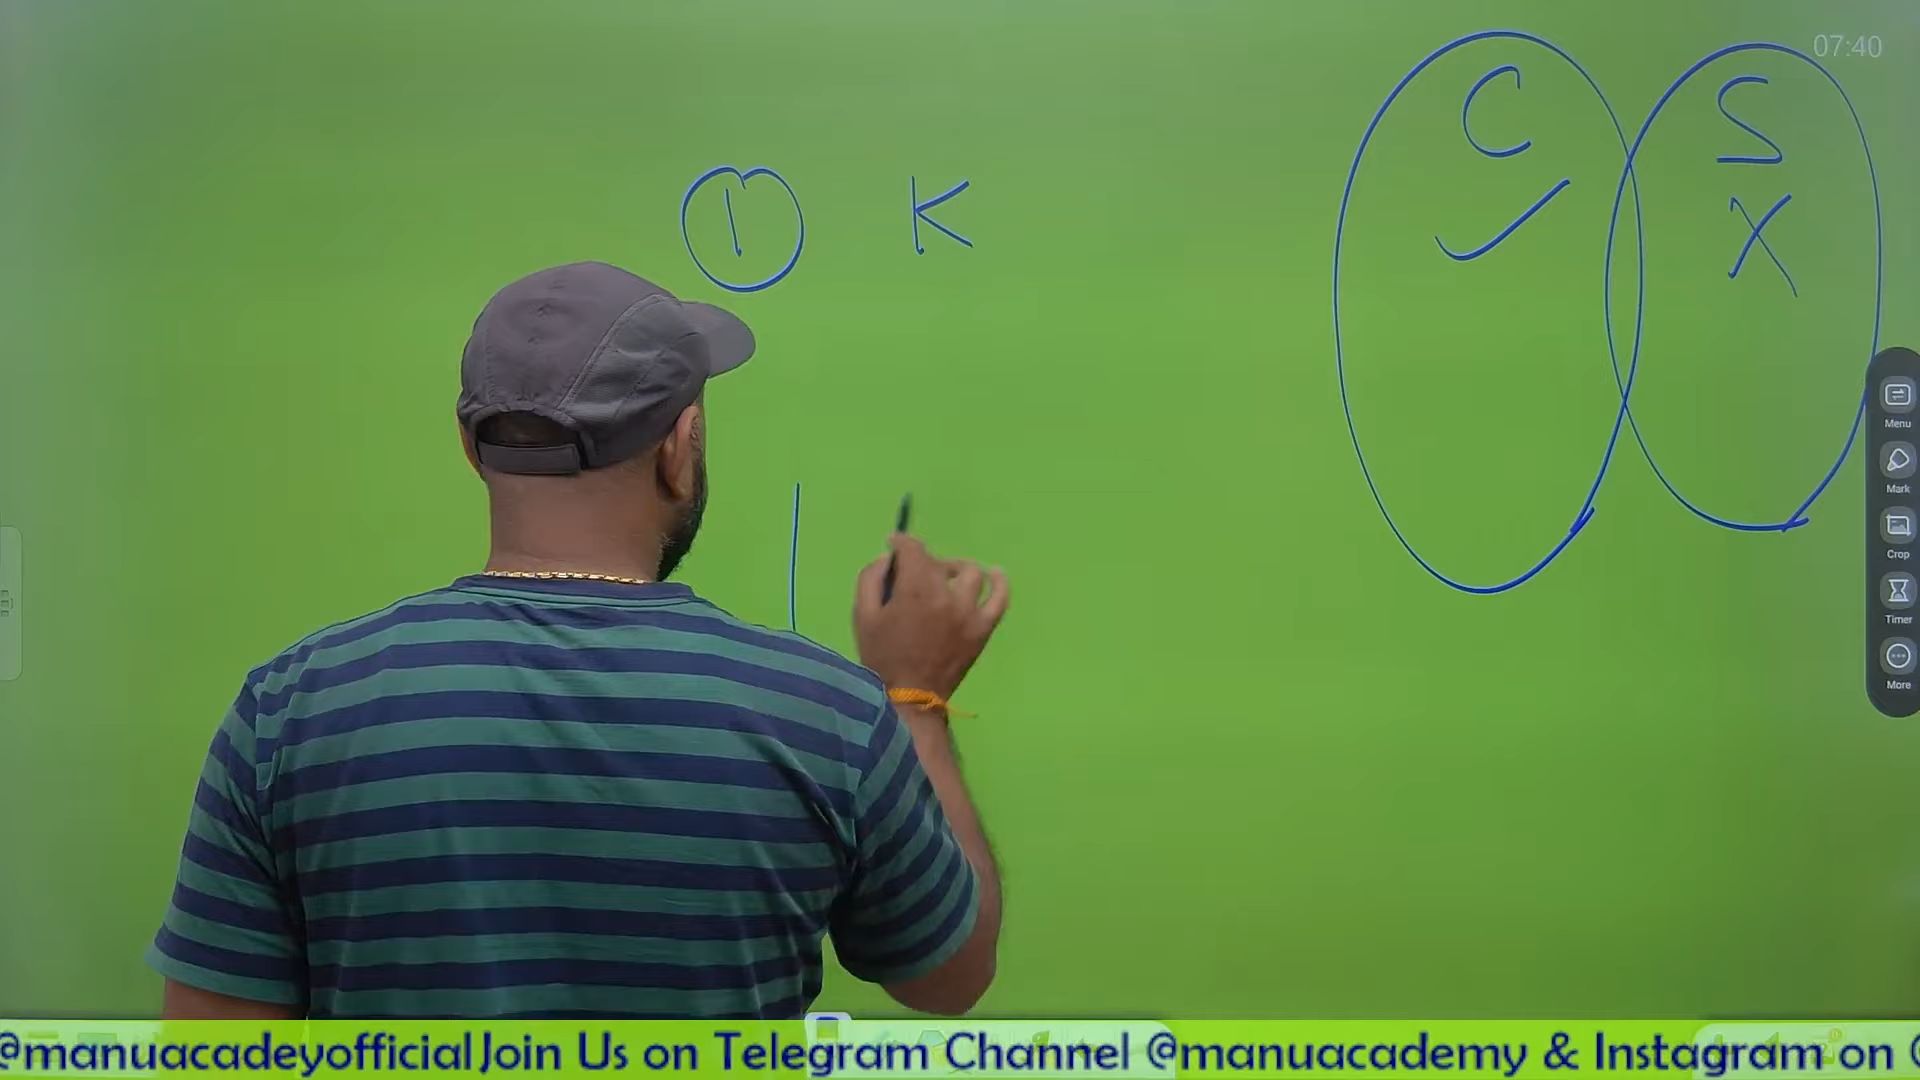 07:40
C S
✓ X
1 K
Menu
Mark
Crop
Timer
More
@manuacadeyofficial Join Us on Telegram Channel @manuacademy & Instagram on